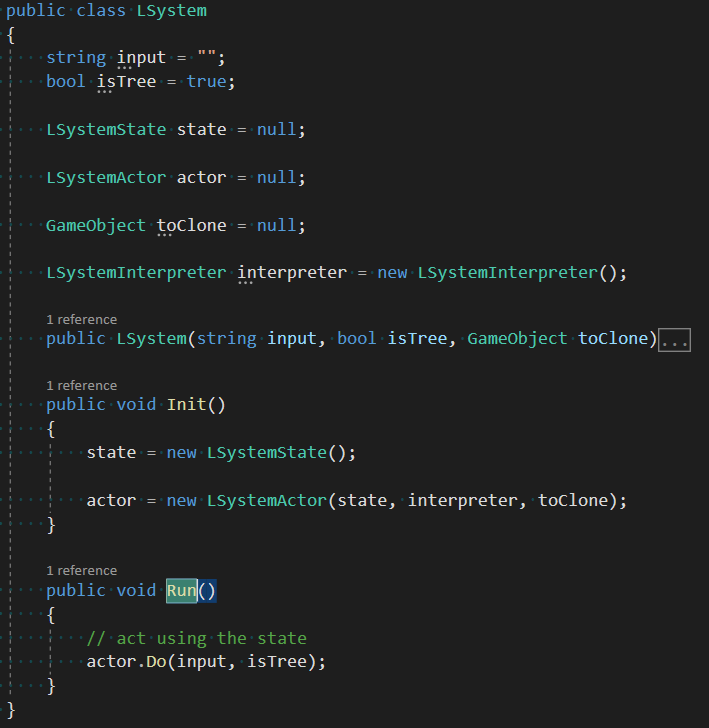 public class LSystem
{
string input = "";
bool isTree = true;
LSystemState state = null;
LSystemActor actor = null;
GameObject toClone = null;
LSystemInterpreter interpreter = new LSystemInterpreter();
1 reference
public LSystem(string input, bool isTree, GameObject toClone)...
1 reference
public void Init()
{
state = new LSystemState();
actor = new LSystemActor(state, interpreter, toClone);
}
1 reference
public void Run()
{
// act using the state
actor.Do(input, isTree);
}
}